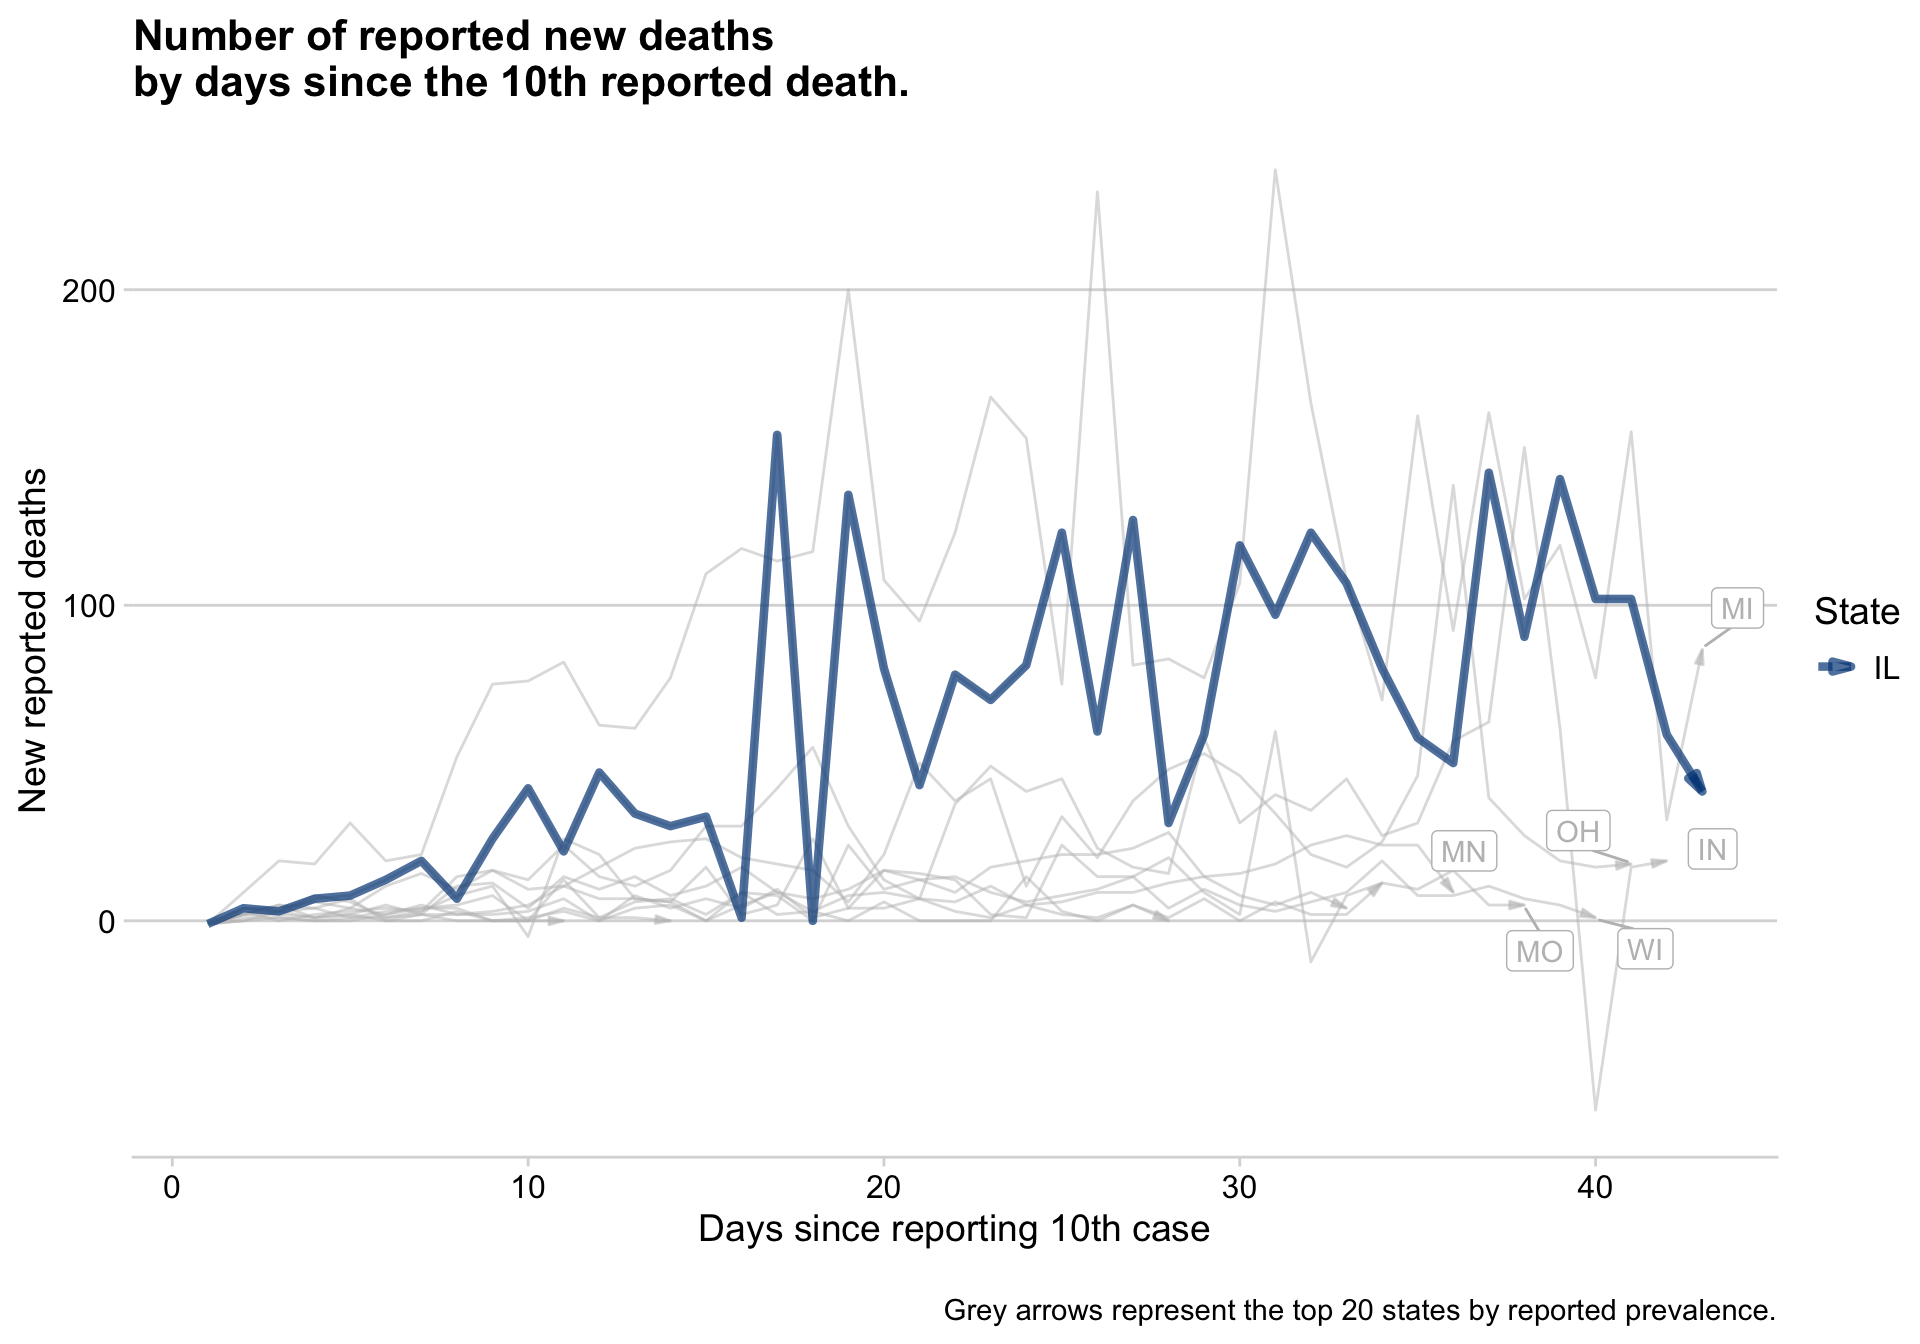 Number of reported new deaths
by days since the 10th reported death.
200
100
0
New reported deaths
MI
OH
IN
MN
MO
WI
State
IL
0
10
20
30
40
Days since reporting 10th case
Grey arrows represent the top 20 states by reported prevalence.